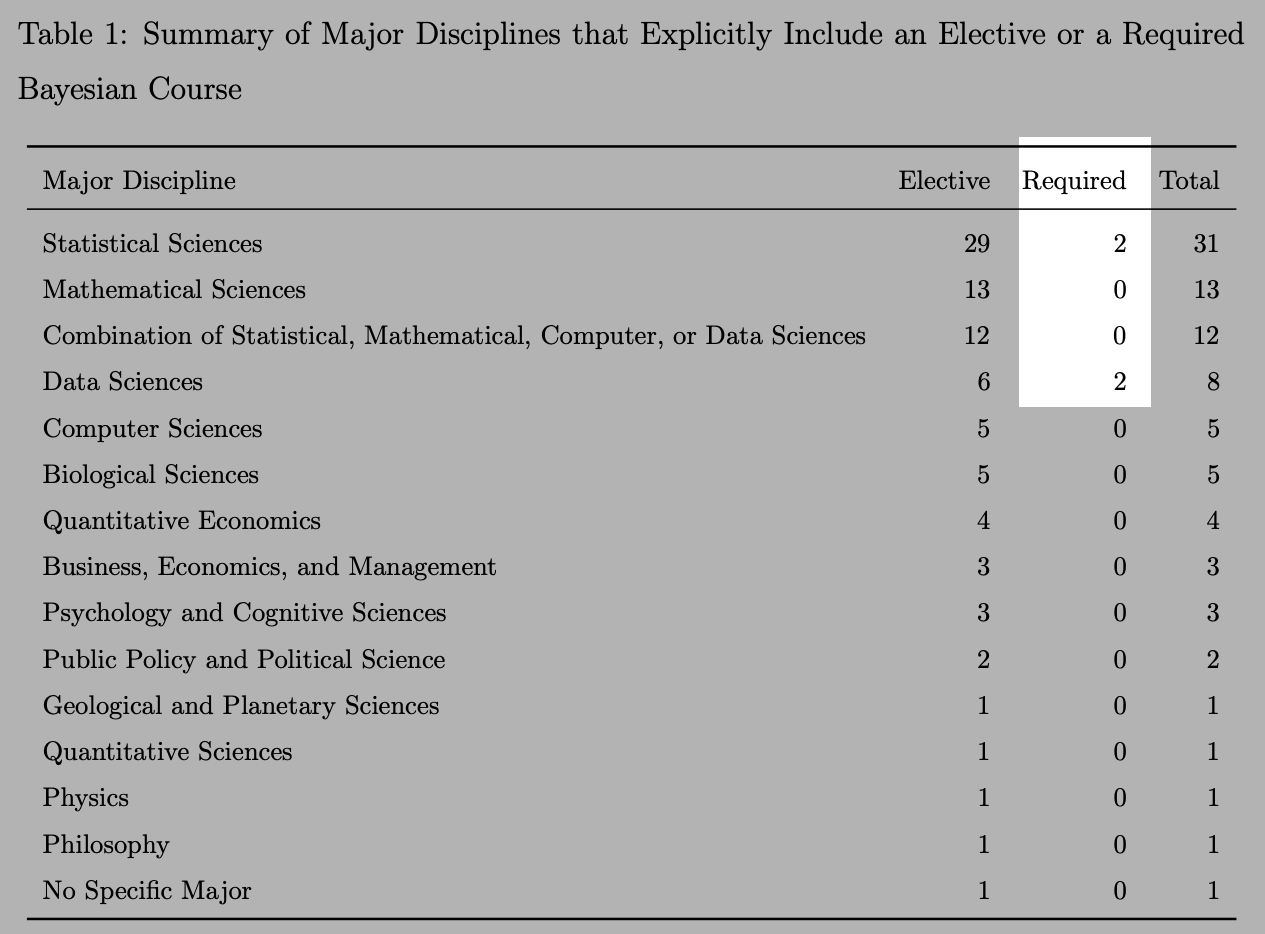 Table 1: Summary of Major Disciplines that Explicitly Include an Elective or a Required
Bayesian Course
Major Discipline Elective Required Total
Statistical Sciences 29 2 31
Mathematical Sciences 13 0 13
Combination of Statistical, Mathematical, Computer, or Data Sciences 12 0 12
Data Sciences 6 2 8
Computer Sciences 5 0 5
Biological Sciences 5 0 5
Quantitative Economics 4 0 4
Business, Economics, and Management 3 0 3
Psychology and Cognitive Sciences 3 0 3
Public Policy and Political Science 2 0 2
Geological and Planetary Sciences 1 0 1
Quantitative Sciences 1 0 1
Physics 1 0 1
Philosophy 1 0 1
No Specific Major 1 0 1